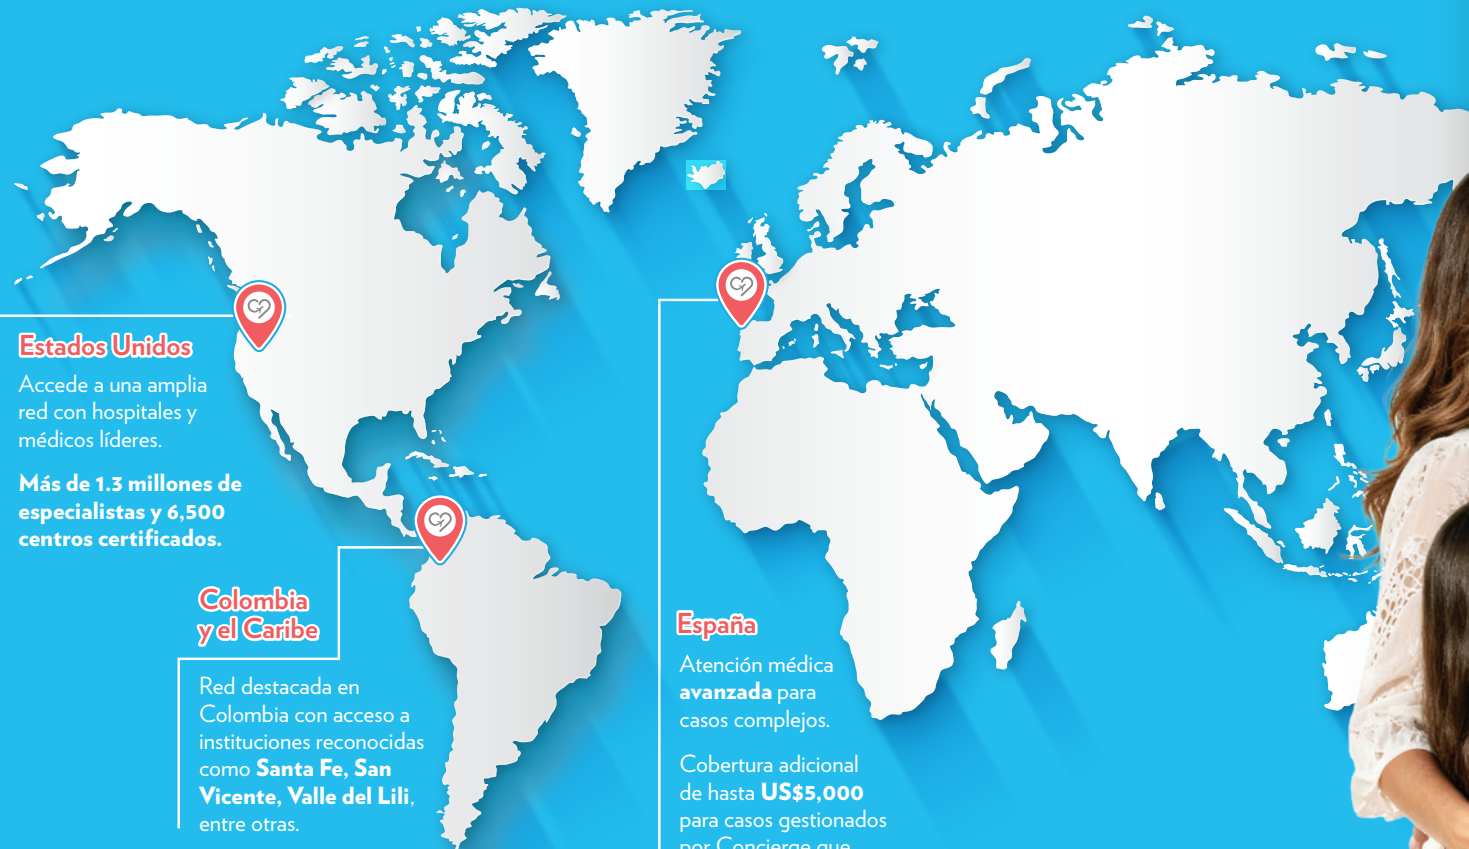 Estados Unidos
Accede a una amplia
red con hospitales y
médicos líderes.
Más de 1.3 millones de
especialistas y 6,500
centros certificados.
Colombia
y el Caribe
Red destacada en
Colombia con acceso a
instituciones reconocidas
como Santa Fe, San
Vicente, Valle del Lili,
entre otras.
España
Atención médica
avanzada para
casos complejos.
Cobertura adicional
de hasta US$5,000
para casos gestionados
por Concierge que